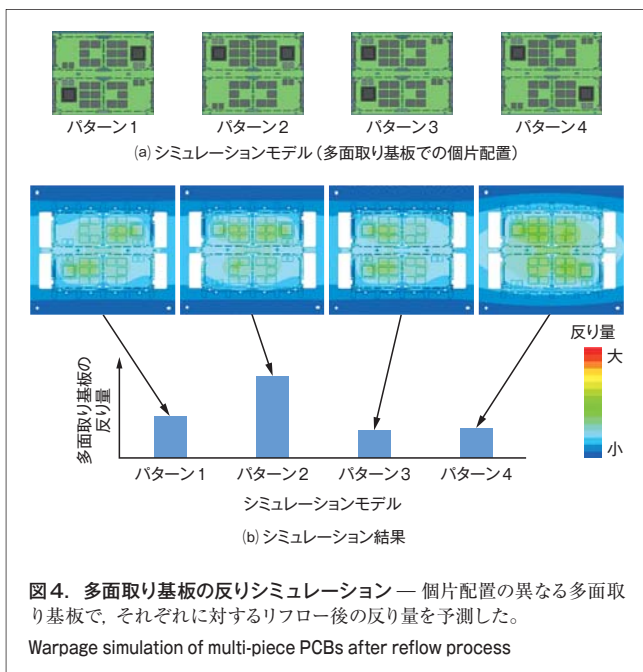 パターン1
パターン2
パターン3
パターン4
(a) シミュレーションモデル（多面取り基板での個片配置）
反り量
大
小
多面取り基板の
反り量
パターン1
パターン2
パターン3
パターン4
シミュレーションモデル
(b) シミュレーション結果
図4. 多面取り基板の反りシミュレーション — 個片配置の異なる多面取
り基板で，それぞれに対するリフロー後の反り量を予測した。
Warpage simulation of multi-piece PCBs after reflow process